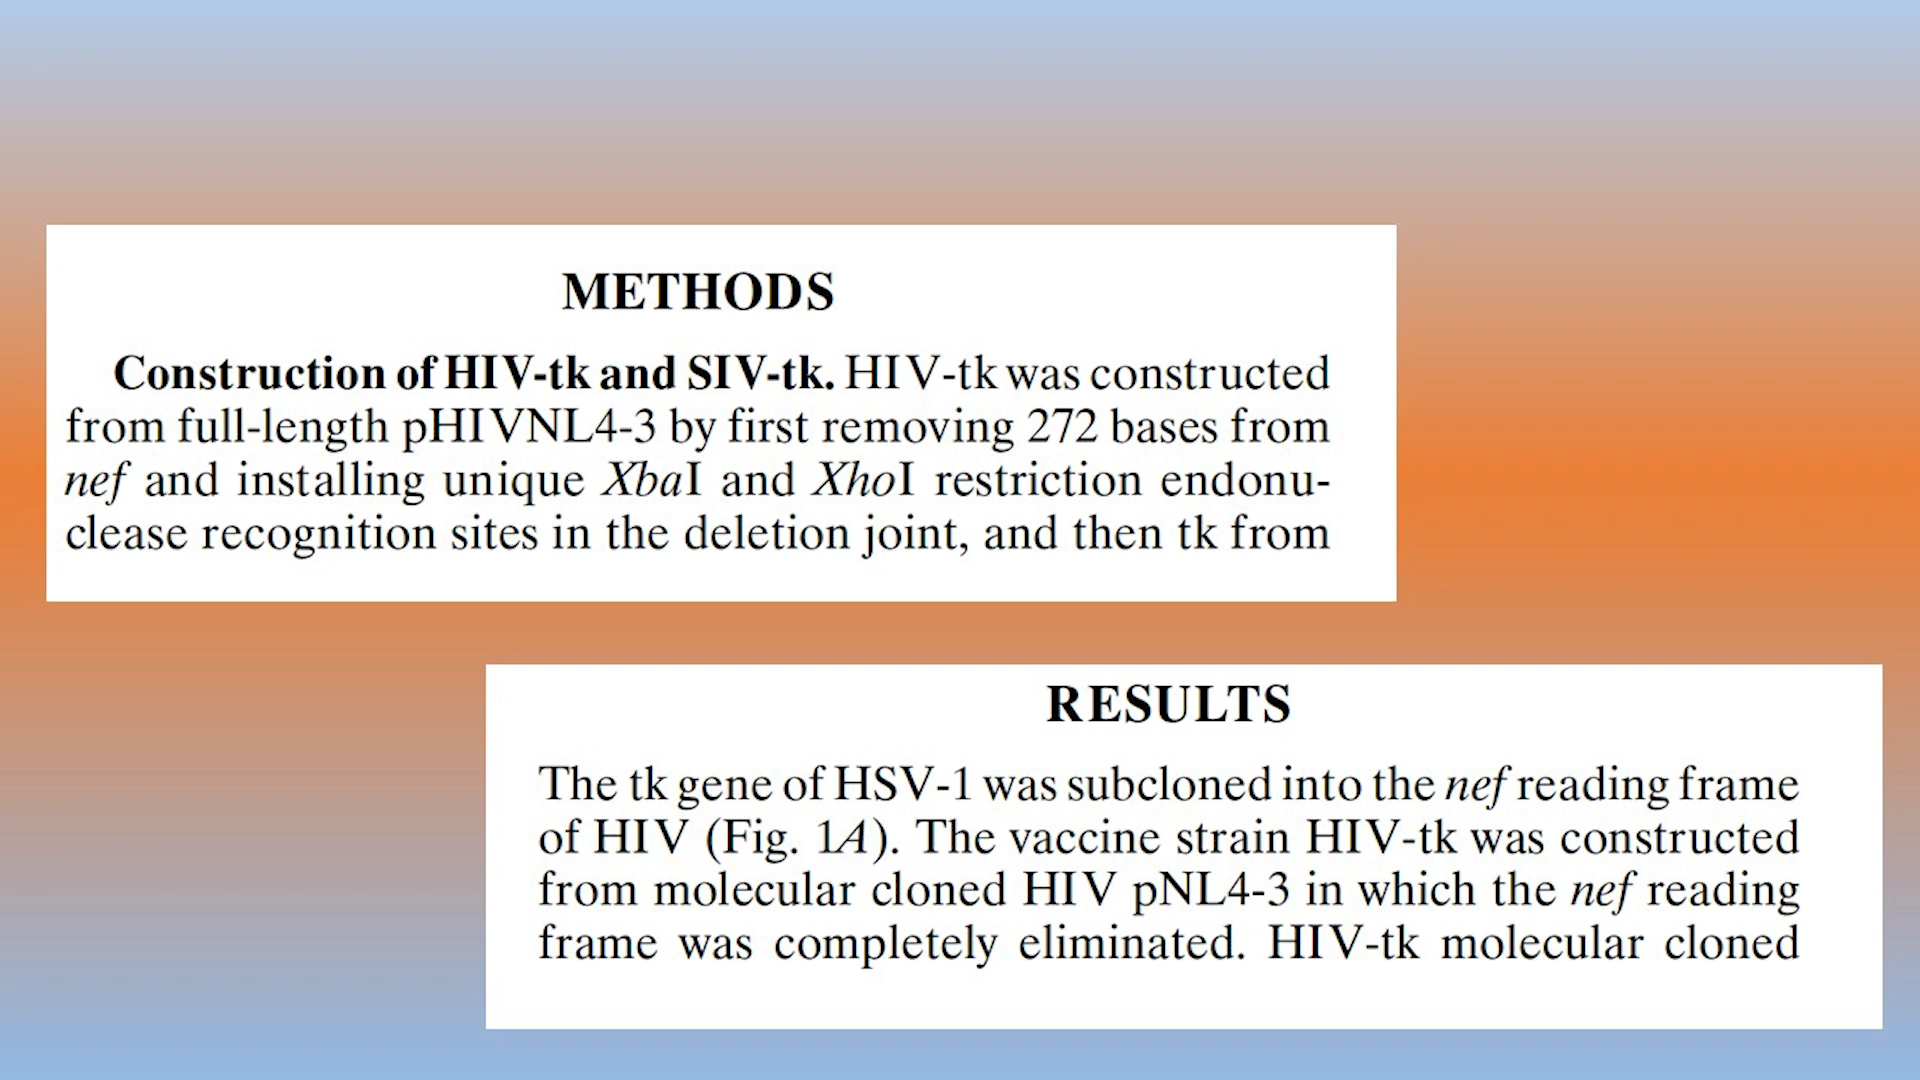 METHODS
Construction of HIV-tk and SIV-tk. HIV-tk was constructed
from full-length pHIVNL4-3 by first removing 272 bases from
nef and installing unique XbaI and XhoI restriction endonu-
clease recognition sites in the deletion joint, and then tk from
RESULTS
The tk gene of HSV-1 was subcloned into the nef reading frame
of HIV (Fig. 1A). The vaccine strain HIV-tk was constructed
from molecular cloned HIV pNL4-3 in which the nef reading
frame was completely eliminated. HIV-tk molecular cloned